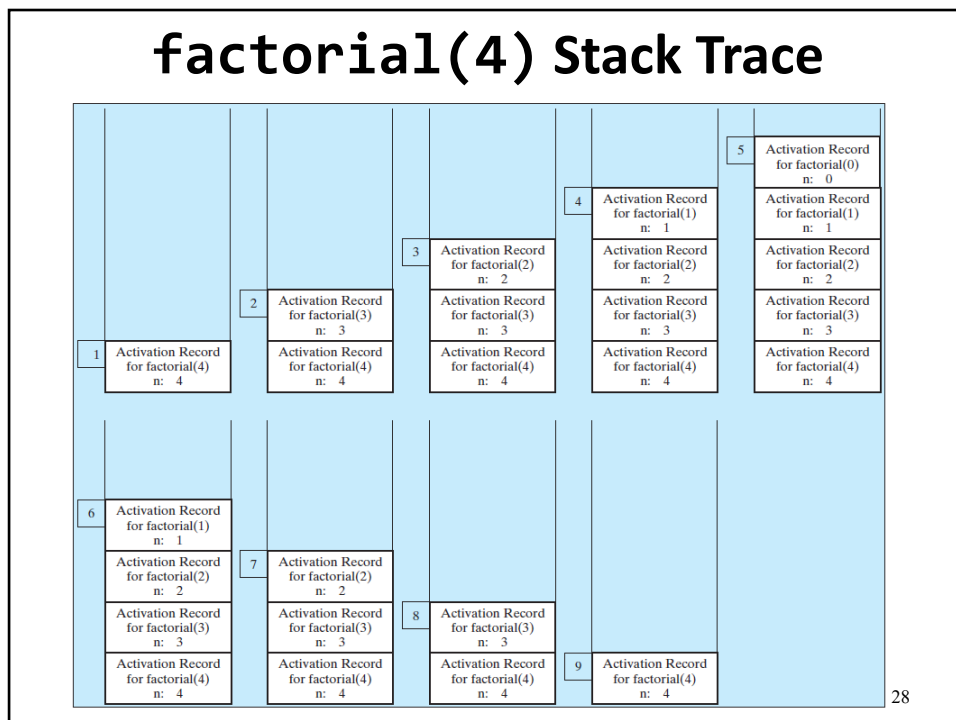 factorial(4) Stack Trace
1
Activation Record
for factorial(4)
n: 4
2
Activation Record
for factorial(3)
n: 3
Activation Record
for factorial(4)
n: 4
3
Activation Record
for factorial(2)
n: 2
Activation Record
for factorial(3)
n: 3
Activation Record
for factorial(4)
n: 4
4
Activation Record
for factorial(1)
n: 1
Activation Record
for factorial(2)
n: 2
Activation Record
for factorial(3)
n: 3
Activation Record
for factorial(4)
n: 4
5
Activation Record
for factorial(0)
n: 0
Activation Record
for factorial(1)
n: 1
Activation Record
for factorial(2)
n: 2
Activation Record
for factorial(3)
n: 3
Activation Record
for factorial(4)
n: 4
6
Activation Record
for factorial(1)
n: 1
Activation Record
for factorial(2)
n: 2
Activation Record
for factorial(3)
n: 3
Activation Record
for factorial(4)
n: 4
7
Activation Record
for factorial(2)
n: 2
Activation Record
for factorial(3)
n: 3
Activation Record
for factorial(4)
n: 4
8
Activation Record
for factorial(3)
n: 3
Activation Record
for factorial(4)
n: 4
9
Activation Record
for factorial(4)
n: 4
28